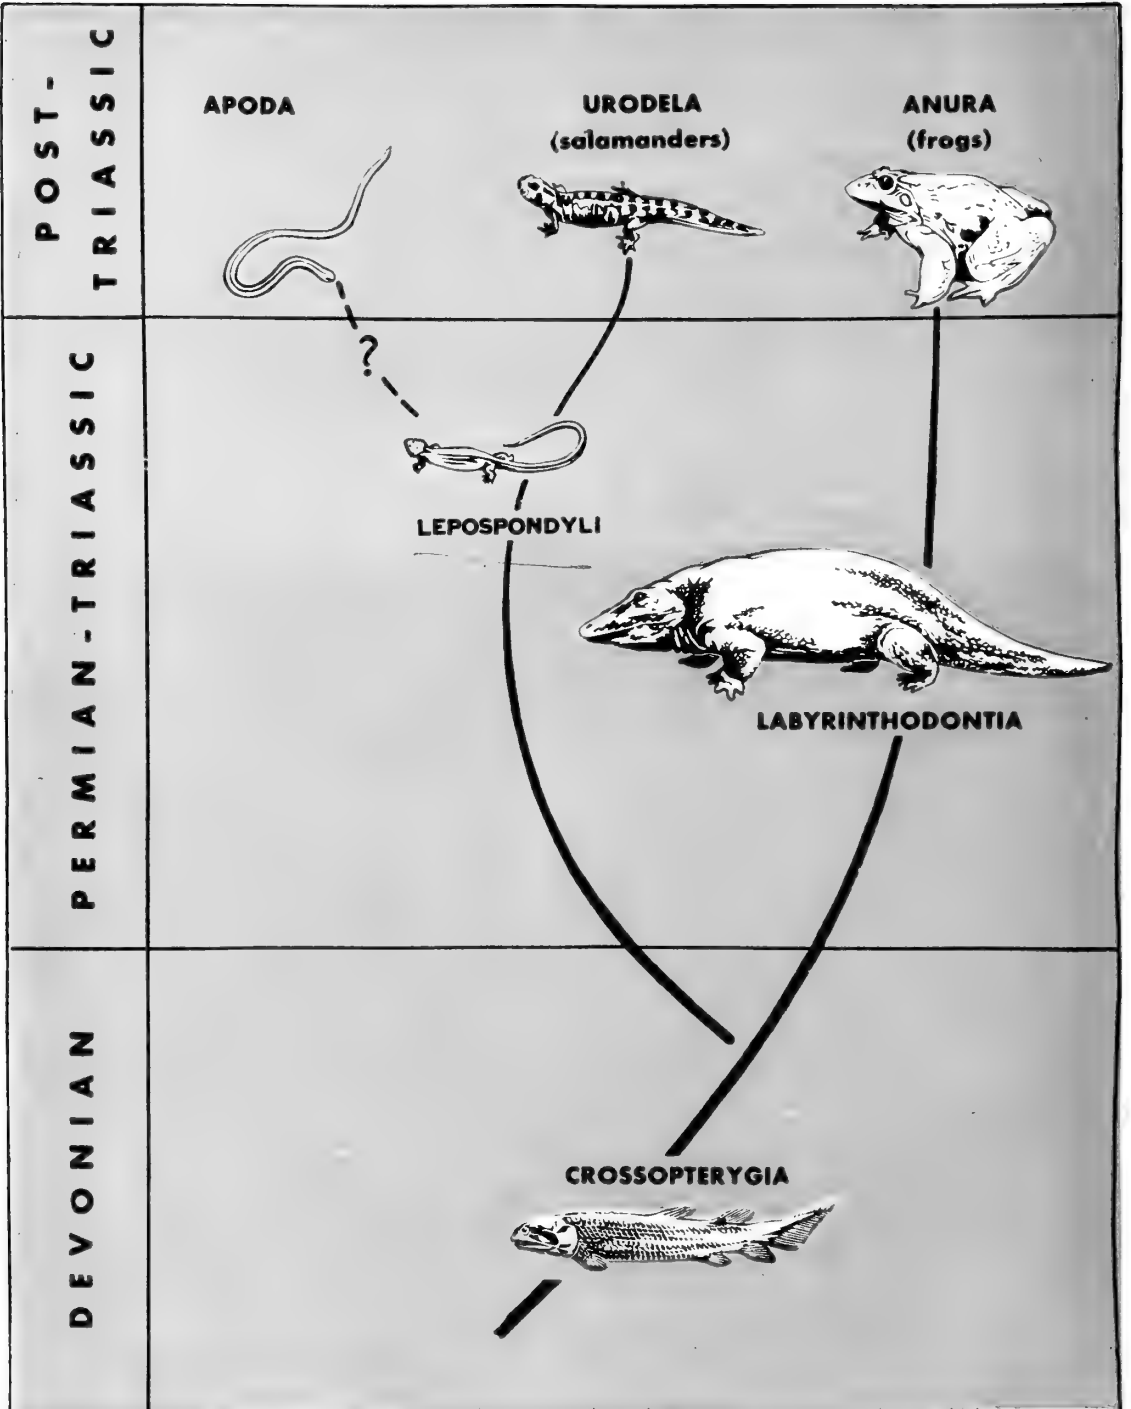 POST-
TRIASSIC
APODA
URODELA
(salamanders)
ANURA
(frogs)
PERMIAN-TRIASSIC
?
LEPOSPONDYLI
LABYRINTHODONTIA
DEVONIAN
CROSSOPTERYGIA